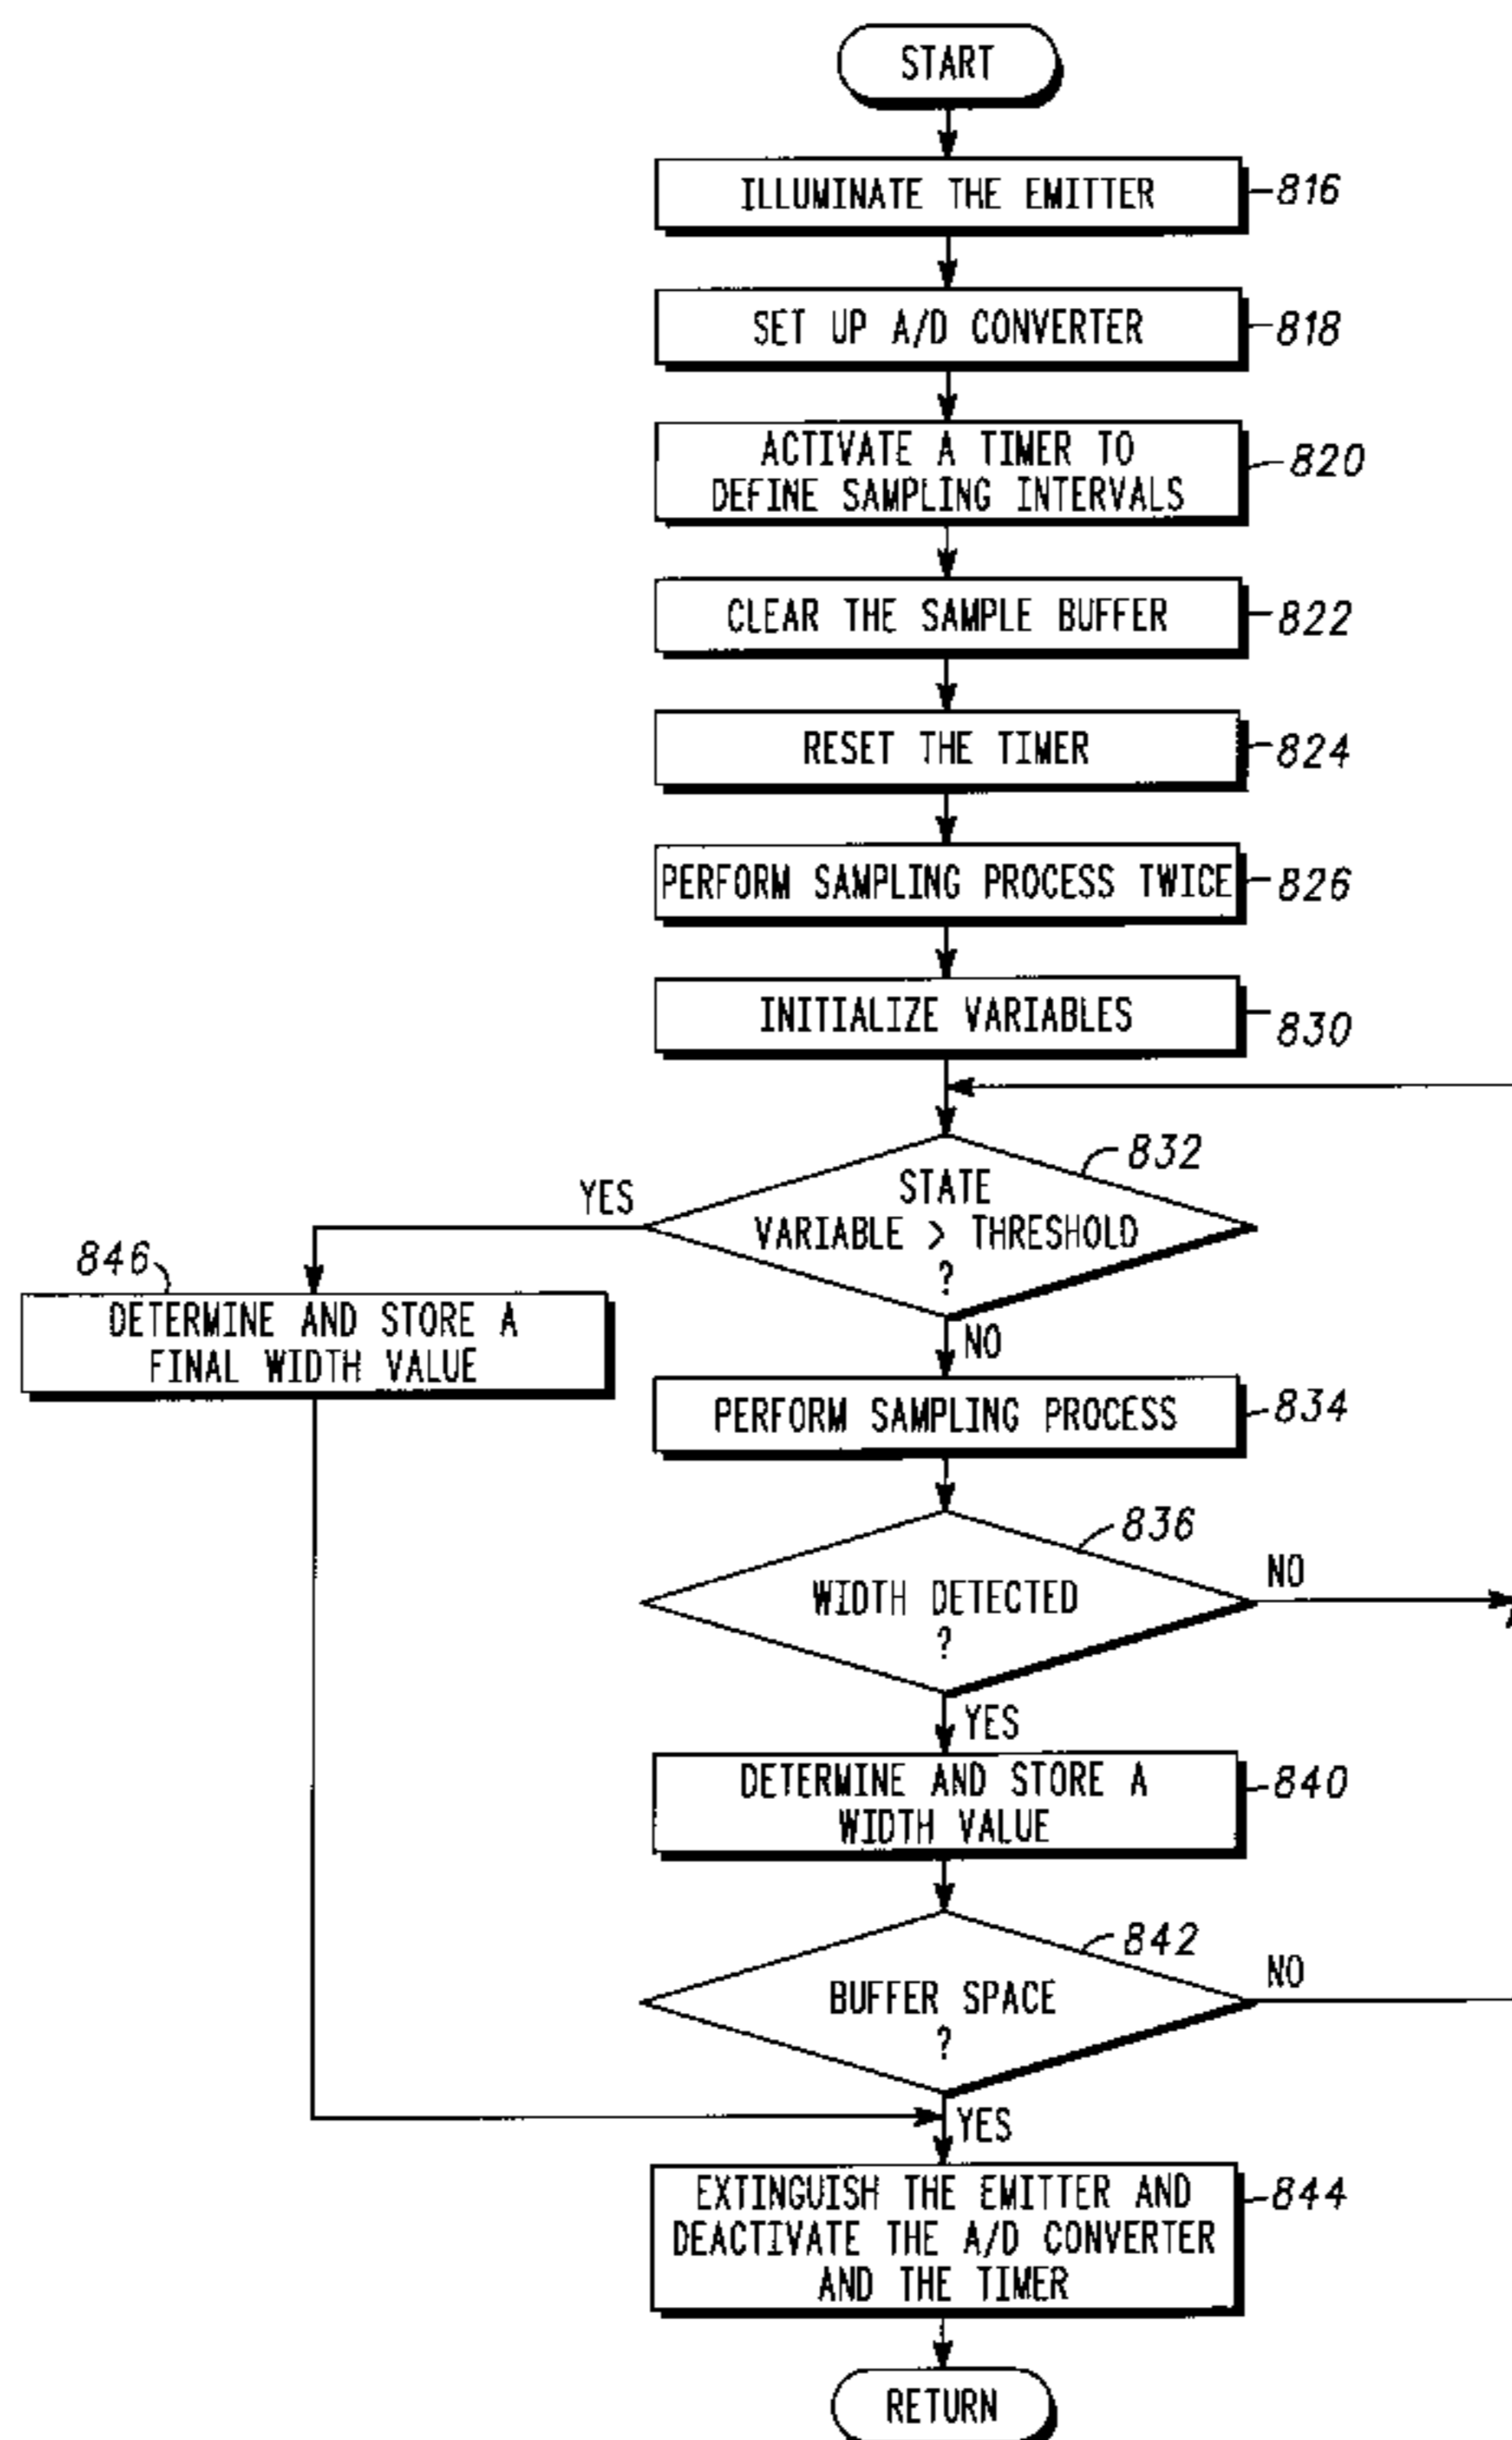 START
ILLUMINATE THE EMITTER
816
SET UP A/D CONVERTER
818
ACTIVATE A TIMER TO
DEFINE SAMPLING INTERVALS
820
CLEAR THE SAMPLE BUFFER
822
RESET THE TIMER
824
PERFORM SAMPLING PROCESS TWICE
826
INITIALIZE VARIABLES
830
832
STATE
VARIABLE > THRESHOLD
?
YES
NO
846
DETERMINE AND STORE A
FINAL WIDTH VALUE
PERFORM SAMPLING PROCESS
834
836
WIDTH DETECTED
?
NO
YES
DETERMINE AND STORE A
WIDTH VALUE
840
842
BUFFER SPACE
?
NO
YES
EXTINGUISH THE EMITTER AND
DEACTIVATE THE A/D CONVERTER
AND THE TIMER
844
RETURN